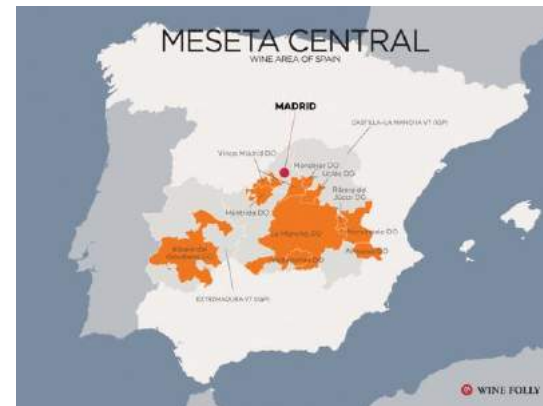 MESETA CENTRAL
WINE AREA OF SPAIN
MADRID
CASTILLA-LA MANCHA VT (IGP)
Vinos Madrid DO
Mondéjar DO
Uclés DO
Ribera del
Júcar DO
Méntrida DO
La Mancha DO
Manchuela DO
Ribera del
Guadiana DO
Valdepeñas DO
EXTREMADURA VT (IGP)
WINE FOLLY